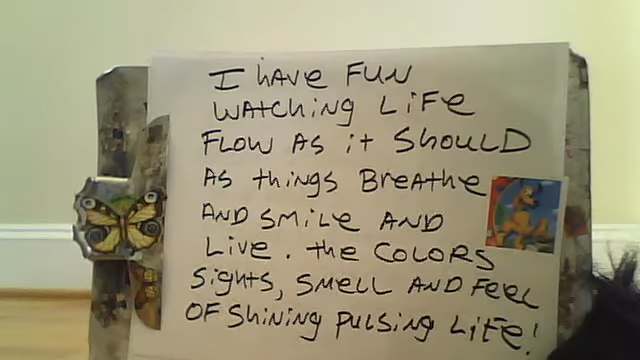 I hAVE FUN
WATCHING LiFe
FLOW AS it SHOULD
AS things BReAthe
AND SMiLe AND
Live. the COLORS
Sights, SMELL AND FeeL
OF Shining pULSiNg LiFe!